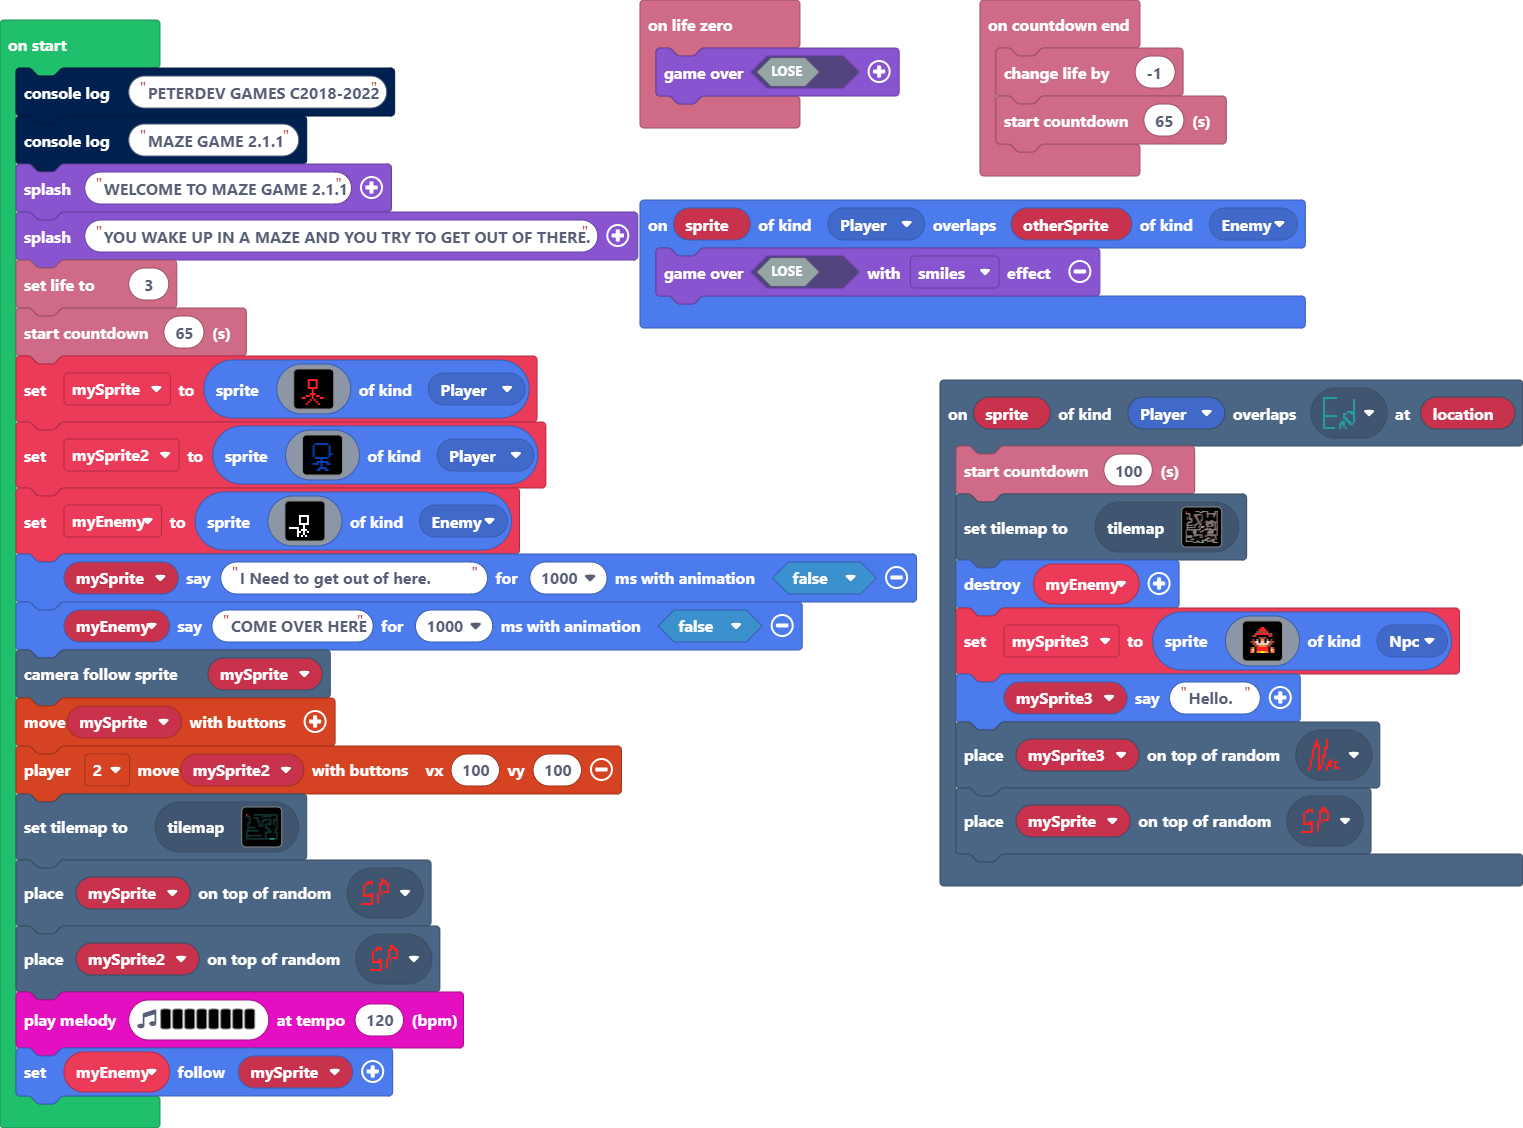 on start
console log "PETERDEV GAMES C2018-2022"
console log "MAZE GAME 2.1.1"
splash "WELCOME TO MAZE GAME 2.1.1"
splash "YOU WAKE UP IN A MAZE AND YOU TRY TO GET OUT OF THERE."
set life to 3
start countdown 65 (s)
set mySprite to sprite of kind Player
set mySprite2 to sprite of kind Player
set myEnemy to sprite of kind Enemy
mySprite say "I Need to get out of here. " for 1000 ms with animation false
myEnemy say "COME OVER HERE" for 1000 ms with animation false
camera follow sprite mySprite
move mySprite with buttons
player 2 move mySprite2 with buttons vx 100 vy 100
set tilemap to tilemap
place mySprite on top of random SP
place mySprite2 on top of random SP
play melody at tempo 120 (bpm)
set myEnemy follow mySprite
on life zero
game over LOSE
on countdown end
change life by -1
start countdown 65 (s)
on sprite of kind Player overlaps otherSprite of kind Enemy
game over LOSE with smiles effect
on sprite of kind Player overlaps End at location
start countdown 100 (s)
set tilemap to tilemap
destroy myEnemy
set mySprite3 to sprite of kind Npc
mySprite3 say "Hello. "
place mySprite3 on top of random Npc
place mySprite on top of random SP